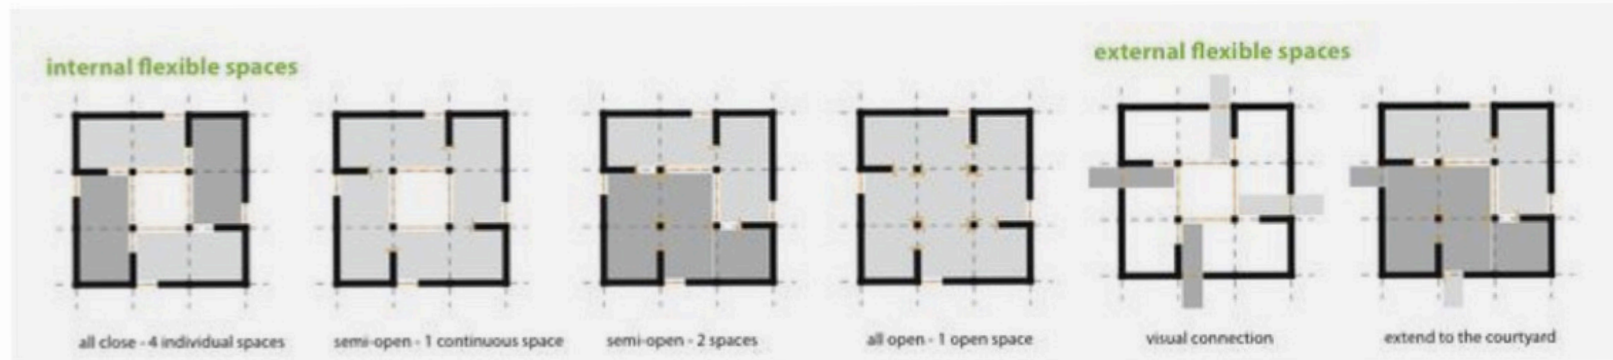 internal flexible spaces
external flexible spaces
all close - 4 individual spaces
semi-open - 1 continuous space
semi-open - 2 spaces
all open - 1 open space
visual connection
extend to the courtyard